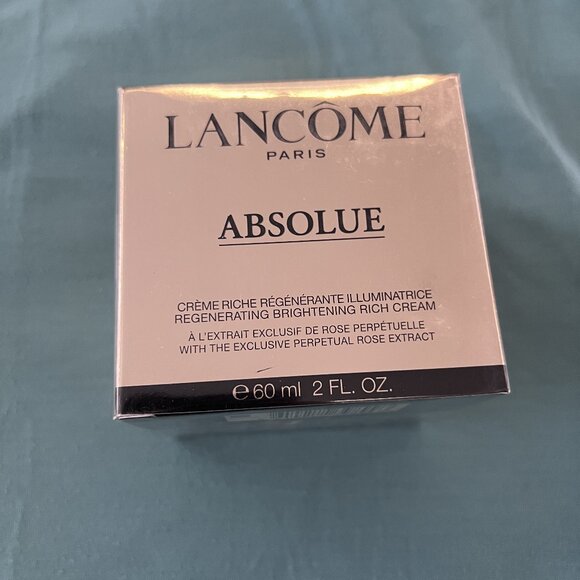 LANCÔME
PARIS
ABSOLUE
CRÈME RICHE RÉGÉNÉRANTE ILLUMINATRICE
REGENERATING BRIGHTENING RICH CREAM
À L'EXTRAIT EXCLUSIF DE ROSE PERPÉTUELLE
WITH THE EXCLUSIVE PERPETUAL ROSE EXTRACT
℮ 60 ml 2 FL. OZ.